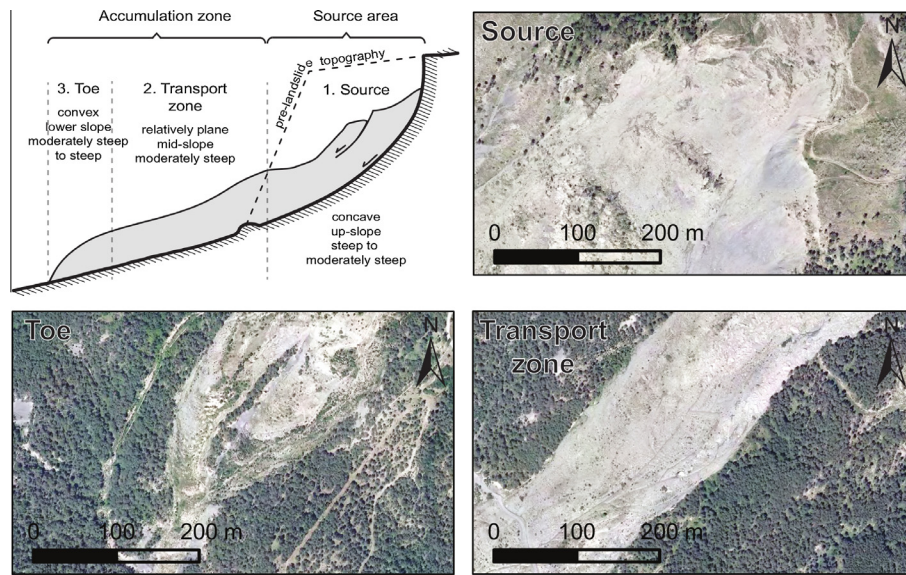 Accumulation zone
Source area
pre-landslide topography
3. Toe
convex
lower slope
moderately steep
to steep
2. Transport
zone
relatively plane
mid-slope
moderately steep
1. Source
concave
up-slope
steep to
moderately steep
Source
N
0 100 200 m
Toe
N
0 100 200 m
Transport
zone
N
0 100 200 m